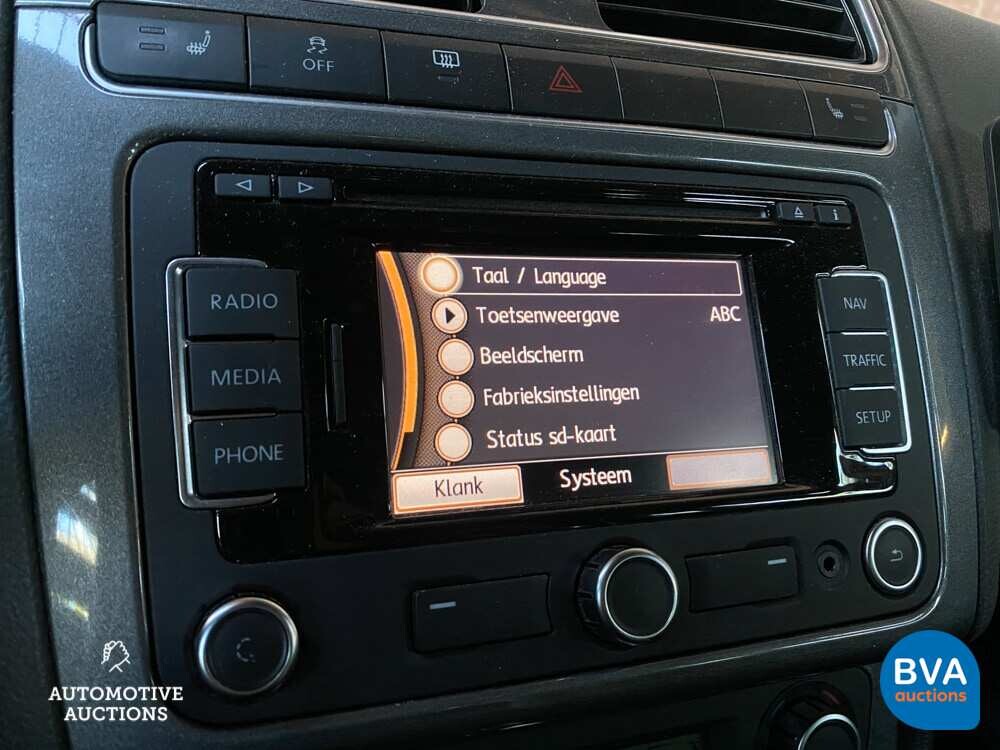 OFF
i
RADIO
MEDIA
PHONE
Taal / Language
Toetsenweergave ABC
Beeldscherm
Fabrieksinstellingen
Status sd-kaart
Klank Systeem
NAV
TRAFFIC
SETUP
AUTOMOTIVE
AUCTIONS
BVA
auctions